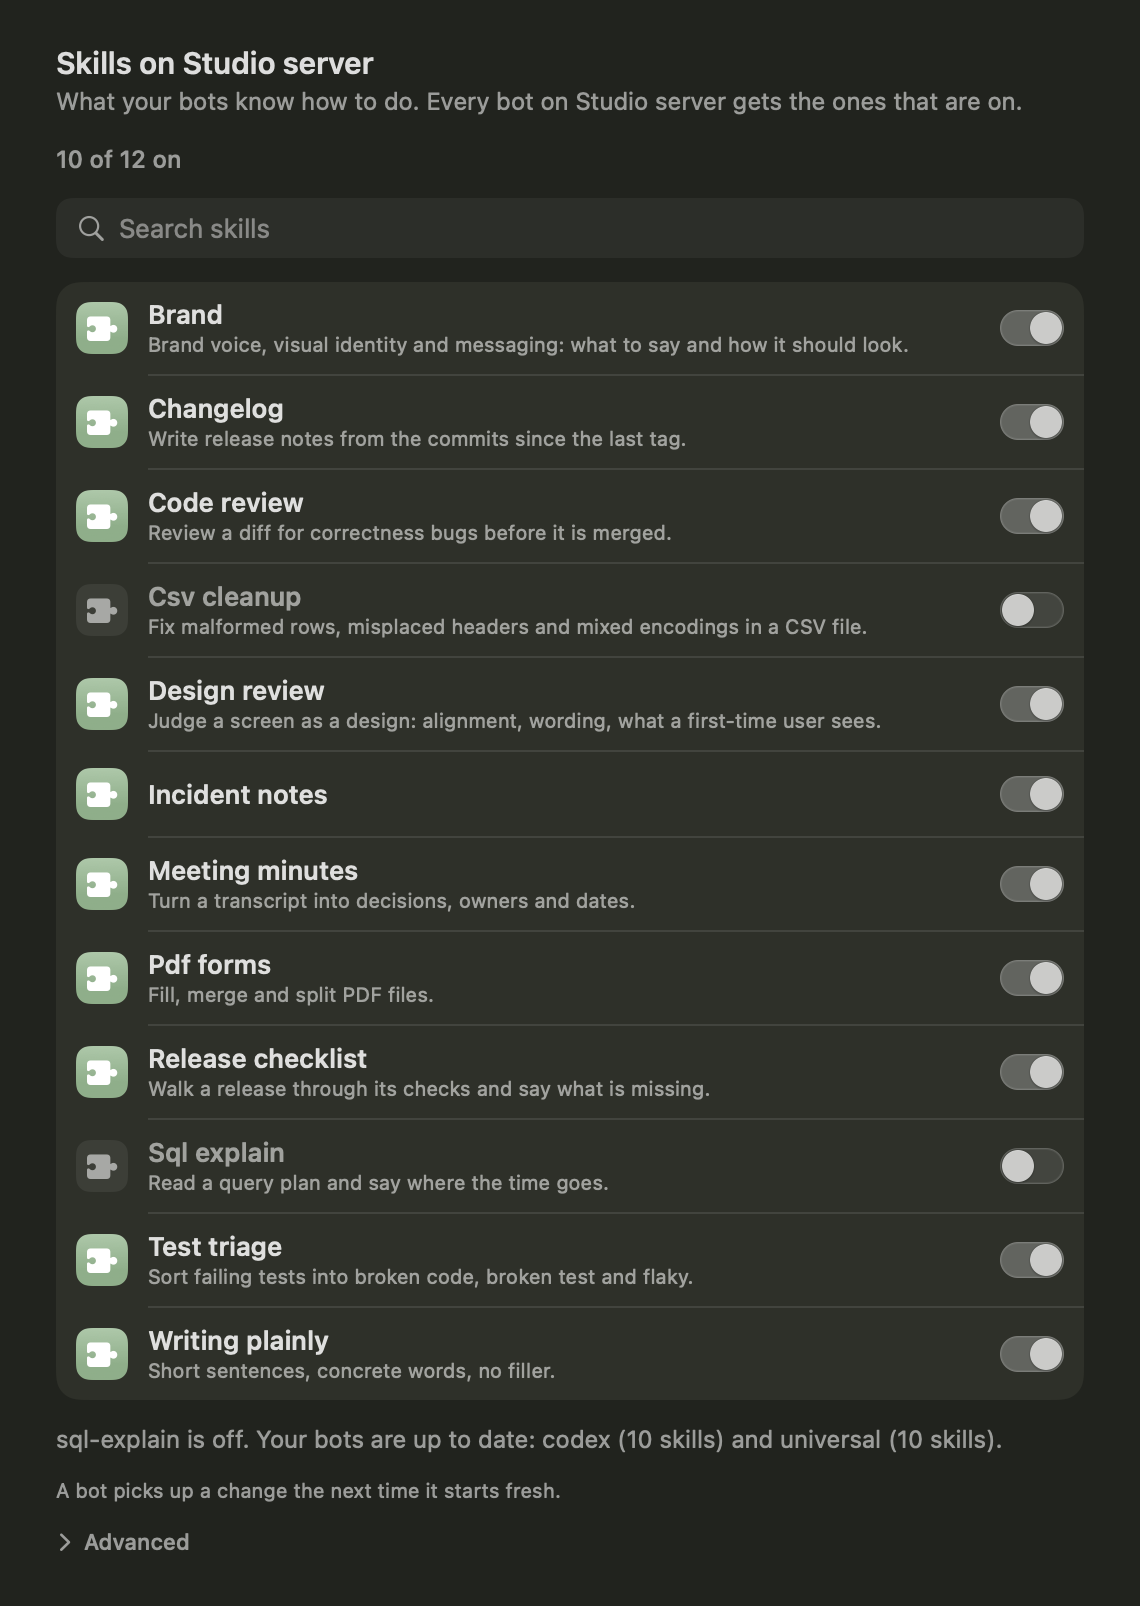 Skills on Studio server
What your bots know how to do. Every bot on Studio server gets the ones that are on.
10 of 12 on
Search skills
Brand
Brand voice, visual identity and messaging: what to say and how it should look.
Changelog
Write release notes from the commits since the last tag.
Code review
Review a diff for correctness bugs before it is merged.
Csv cleanup
Fix malformed rows, misplaced headers and mixed encodings in a CSV file.
Design review
Judge a screen as a design: alignment, wording, what a first-time user sees.
Incident notes
Meeting minutes
Turn a transcript into decisions, owners and dates.
Pdf forms
Fill, merge and split PDF files.
Release checklist
Walk a release through its checks and say what is missing.
Sql explain
Read a query plan and say where the time goes.
Test triage
Sort failing tests into broken code, broken test and flaky.
Writing plainly
Short sentences, concrete words, no filler.
sql-explain is off. Your bots are up to date: codex (10 skills) and universal (10 skills).
A bot picks up a change the next time it starts fresh.
Advanced